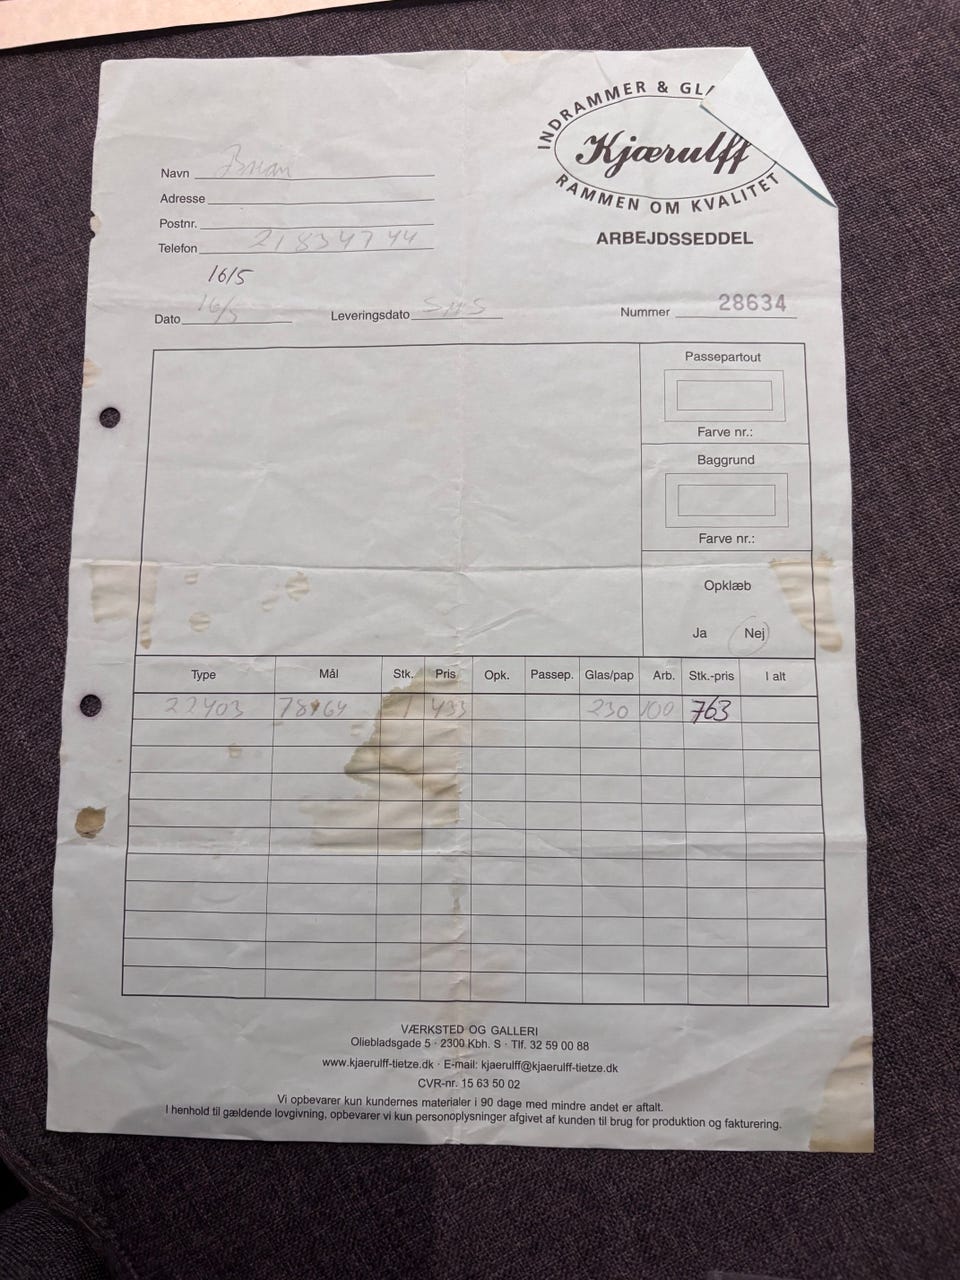 INDRAMMER & GL
Kjærulff
RAMMEN OM KVALITET
ARBEJDSSEDDEL
Navn Brian
Adresse
Postnr.
Telefon 21834744
16/5
Dato 16/5 Leveringsdato SMS Nummer 28634
Passepartout
Farve nr.:
Baggrund
Farve nr.:
Opklæb
Ja Nej
Type Mål Stk. Pris Opk. Passep. Glas/pap Arb. Stk.-pris I alt
22403 78x64 1 433 230 100 763
VÆRKSTED OG GALLERI
Oliebladsgade 5 · 2300 Kbh. S · Tlf. 32 59 00 88
www.kjaerulff-tietze.dk · E-mail: kjaerulff@kjaerulff-tietze.dk
CVR-nr. 15 63 50 02
Vi opbevarer kun kundernes materialer i 90 dage med mindre andet er aftalt.
I henhold til gældende lovgivning, opbevarer vi kun personoplysninger afgivet af kunden til brug for produktion og fakturering.